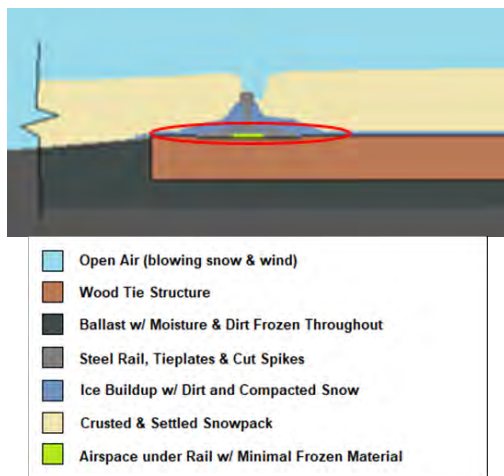 Open Air (blowing snow & wind)
Wood Tie Structure
Ballast w/ Moisture & Dirt Frozen Throughout
Steel Rail, Tieplates & Cut Spikes
Ice Buildup w/ Dirt and Compacted Snow
Crusted & Settled Snowpack
Airspace under Rail w/ Minimal Frozen Material